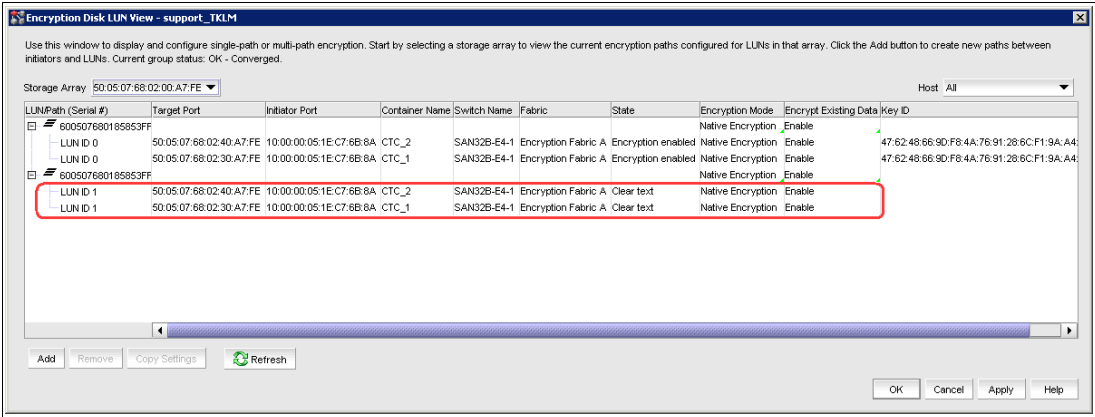 Encryption Disk LUN View - support_TKLM
Use this window to display and configure single-path or multi-path encryption. Start by selecting a storage array to view the current encryption paths configured for LUNs in that array. Click the Add button to create new paths between
initiators and LUNs. Current group status: OK - Converged.
Storage Array 50:05:07:68:02:00:A7:FE Host All
LUN/Path (Serial #) Target Port Initiator Port Container Name Switch Name Fabric State Encryption Mode Encrypt Existing Data Key ID
600507680185853FF Native Encryption Enable
LUN ID 0 50:05:07:68:02:40:A7:FE 10:00:00:05:1E:C7:6B:8A CTC_2 SAN32B-E4-1 Encryption Fabric A Encryption enabled Native Encryption Enable 47:62:48:66:9D:F8:4A:76:91:28:6C:F1:9A:A4:
LUN ID 0 50:05:07:68:02:30:A7:FE 10:00:00:05:1E:C7:6B:8A CTC_1 SAN32B-E4-1 Encryption Fabric A Encryption enabled Native Encryption Enable 47:62:48:66:9D:F8:4A:76:91:28:6C:F1:9A:A4:
600507680185853FF Native Encryption Enable
LUN ID 1 50:05:07:68:02:40:A7:FE 10:00:00:05:1E:C7:6B:8A CTC_2 SAN32B-E4-1 Encryption Fabric A Clear text Native Encryption Enable
LUN ID 1 50:05:07:68:02:30:A7:FE 10:00:00:05:1E:C7:6B:8A CTC_1 SAN32B-E4-1 Encryption Fabric A Clear text Native Encryption Enable
Add Remove Copy Settings Refresh
OK Cancel Apply Help